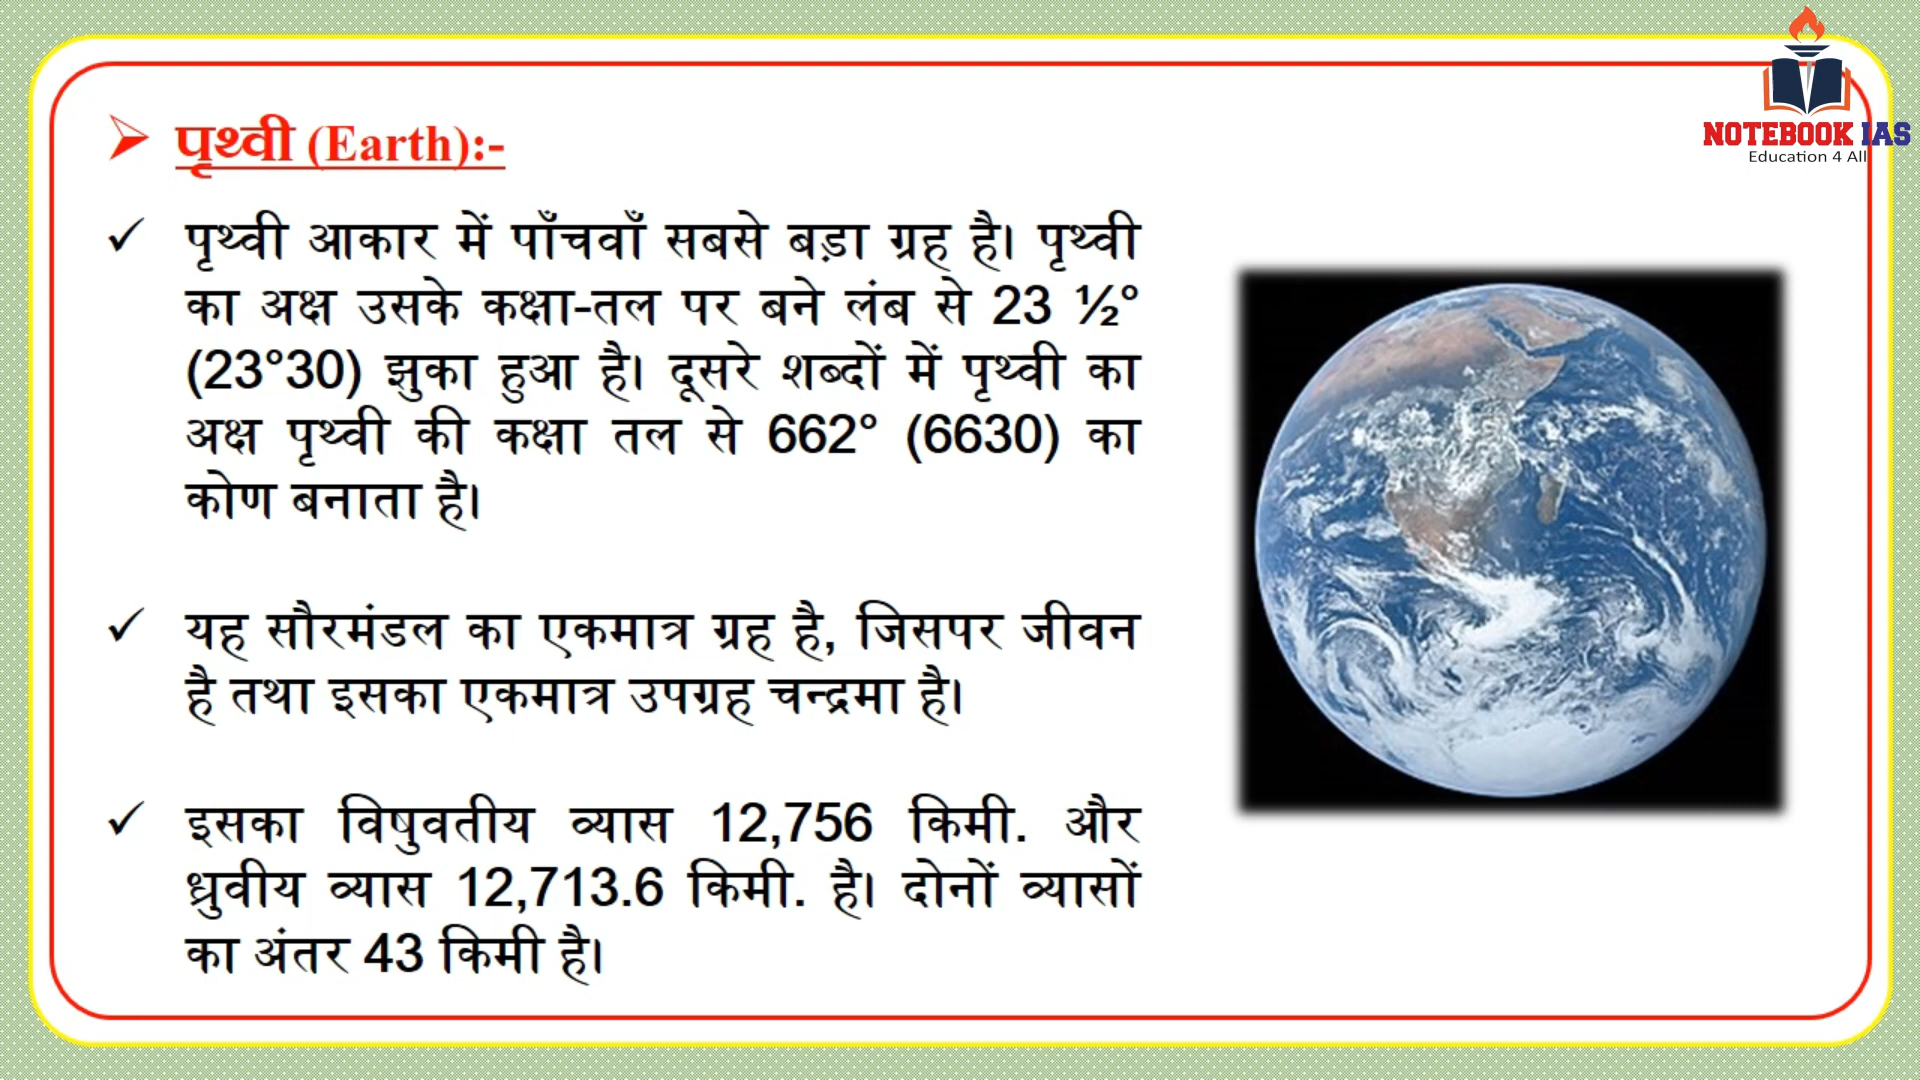 NOTEBOOK IAS
Education 4 All
पृथ्वी (Earth):-
पृथ्वी आकार में पाँचवाँ सबसे बड़ा ग्रह है। पृथ्वी
का अक्ष उसके कक्षा-तल पर बने लंब से 23 ½°
(23°30) झुका हुआ है। दूसरे शब्दों में पृथ्वी का
अक्ष पृथ्वी की कक्षा तल से 662° (6630) का
कोण बनाता है।
यह सौरमंडल का एकमात्र ग्रह है, जिसपर जीवन
है तथा इसका एकमात्र उपग्रह चन्द्रमा है।
इसका विषुवतीय व्यास 12,756 किमी. और
ध्रुवीय व्यास 12,713.6 किमी. है। दोनों व्यासों
का अंतर 43 किमी है।